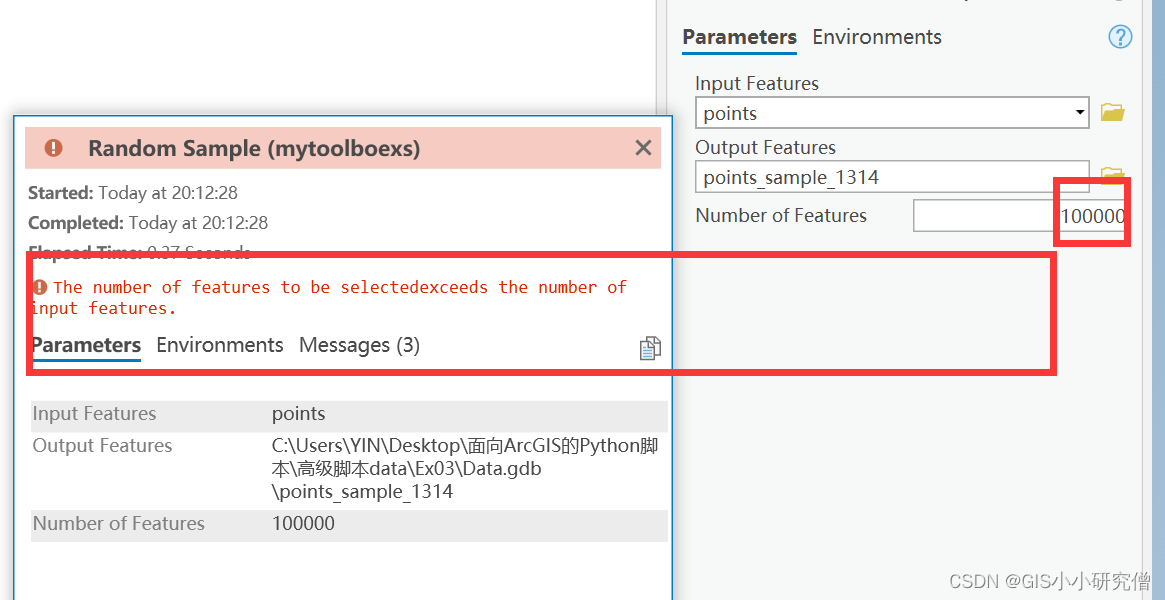 Parameters Environments
Input Features
points
Output Features
points_sample_1314
Number of Features 100000
Random Sample (mytoolboexs)
Started: Today at 20:12:28
Completed: Today at 20:12:28
Elapsed Time: 0.37 Seconds
The number of features to be selectedexceeds the number of
input features.
Parameters Environments Messages (3)
Input Features points
Output Features C:\Users\YIN\Desktop\面向ArcGIS的Python脚
本\高级脚本data\Ex03\Data.gdb
\points_sample_1314
Number of Features 100000
CSDN @GIS小小研究僧